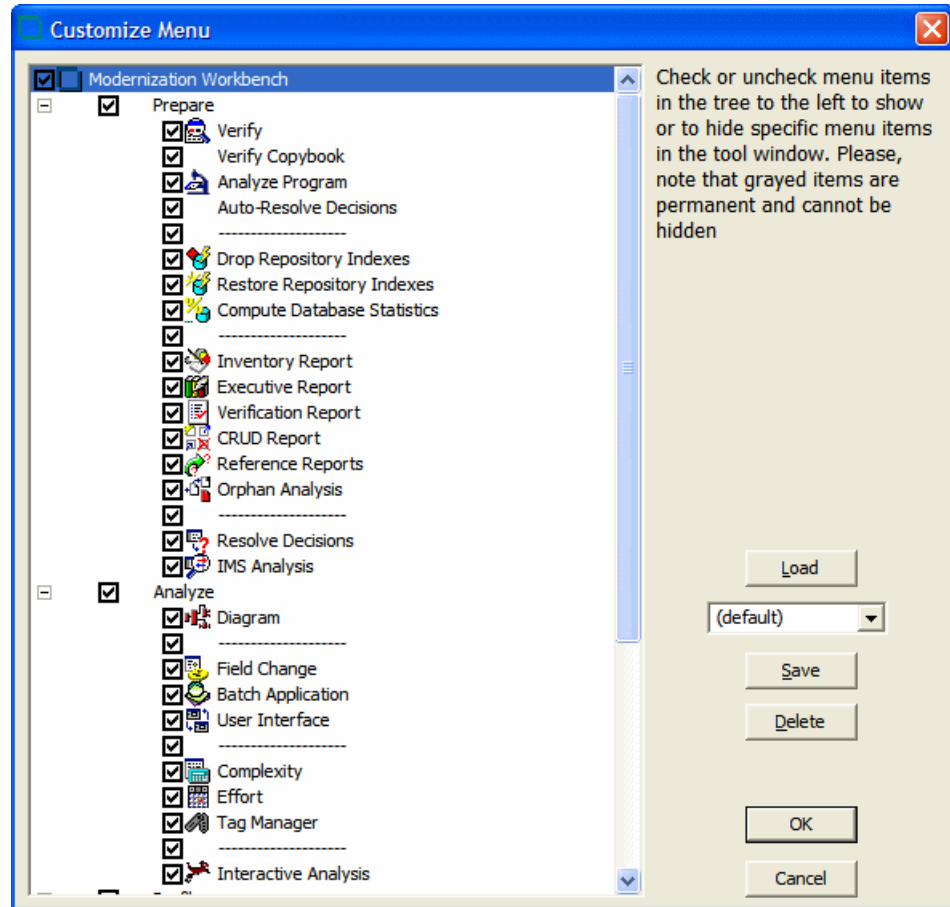 Customize Menu
Modernization Workbench
Prepare
Verify
Verify Copybook
Analyze Program
Auto-Resolve Decisions
--------------------
Drop Repository Indexes
Restore Repository Indexes
Compute Database Statistics
--------------------
Inventory Report
Executive Report
Verification Report
CRUD Report
Reference Reports
Orphan Analysis
--------------------
Resolve Decisions
IMS Analysis
Analyze
Diagram
--------------------
Field Change
Batch Application
User Interface
--------------------
Complexity
Effort
Tag Manager
--------------------
Interactive Analysis
Check or uncheck menu items
in the tree to the left to show
or to hide specific menu items
in the tool window. Please,
note that grayed items are
permanent and cannot be
hidden
Load
(default)
Save
Delete
OK
Cancel